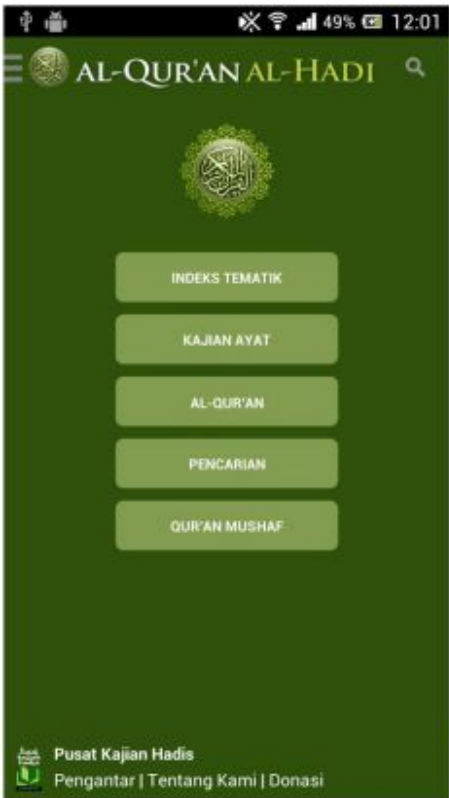 49% 12:01
AL-QUR'AN AL-HADI
INDEKS TEMATIK
KAJIAN AYAT
AL-QUR'AN
PENCARIAN
QUR'AN MUSHAF
Pusat Kajian Hadis
Pengantar | Tentang Kami | Donasi